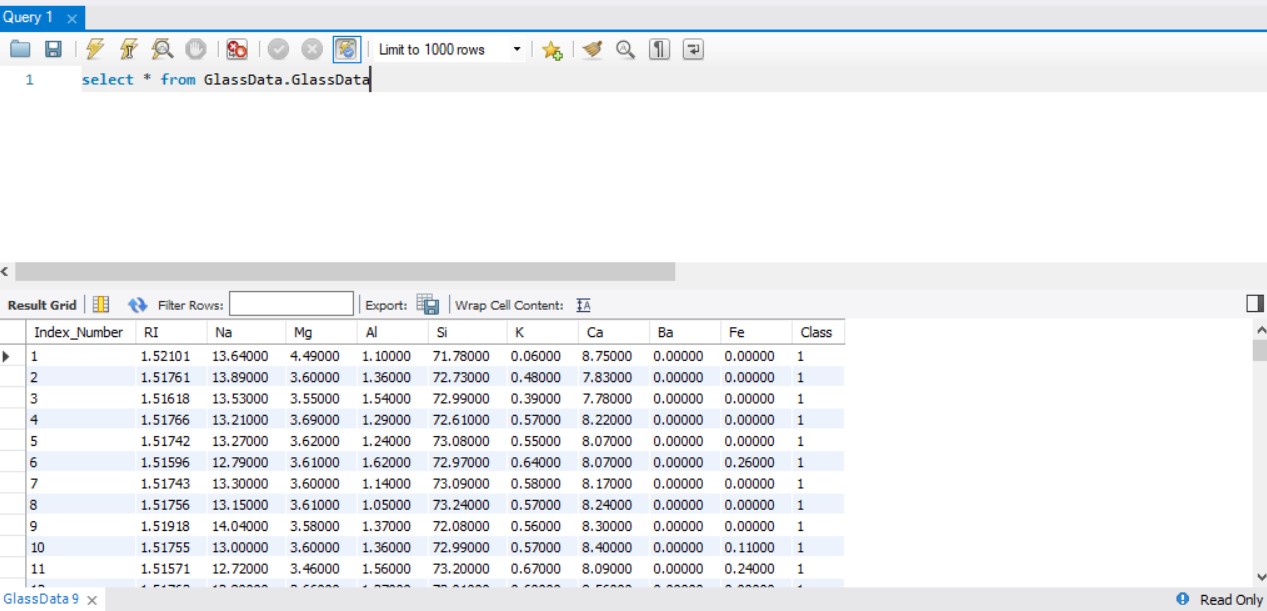 Query 1
Limit to 1000 rows
1 select * from GlassData.GlassData
Result Grid Filter Rows: Export: Wrap Cell Content:
Index_Number RI Na Mg Al Si K Ca Ba Fe Class
1 1.52101 13.64000 4.49000 1.10000 71.78000 0.06000 8.75000 0.00000 0.00000 1
2 1.51761 13.89000 3.60000 1.36000 72.73000 0.48000 7.83000 0.00000 0.00000 1
3 1.51618 13.53000 3.55000 1.54000 72.99000 0.39000 7.78000 0.00000 0.00000 1
4 1.51766 13.21000 3.69000 1.29000 72.61000 0.57000 8.22000 0.00000 0.00000 1
5 1.51742 13.27000 3.62000 1.24000 73.08000 0.55000 8.07000 0.00000 0.00000 1
6 1.51596 12.79000 3.61000 1.62000 72.97000 0.64000 8.07000 0.00000 0.26000 1
7 1.51743 13.30000 3.60000 1.14000 73.09000 0.58000 8.17000 0.00000 0.00000 1
8 1.51756 13.15000 3.61000 1.05000 73.24000 0.57000 8.24000 0.00000 0.00000 1
9 1.51918 14.04000 3.58000 1.37000 72.08000 0.56000 8.30000 0.00000 0.00000 1
10 1.51755 13.00000 3.60000 1.36000 72.99000 0.57000 8.40000 0.00000 0.11000 1
11 1.51571 12.72000 3.46000 1.56000 73.20000 0.67000 8.09000 0.00000 0.24000 1
GlassData 9 Read Only